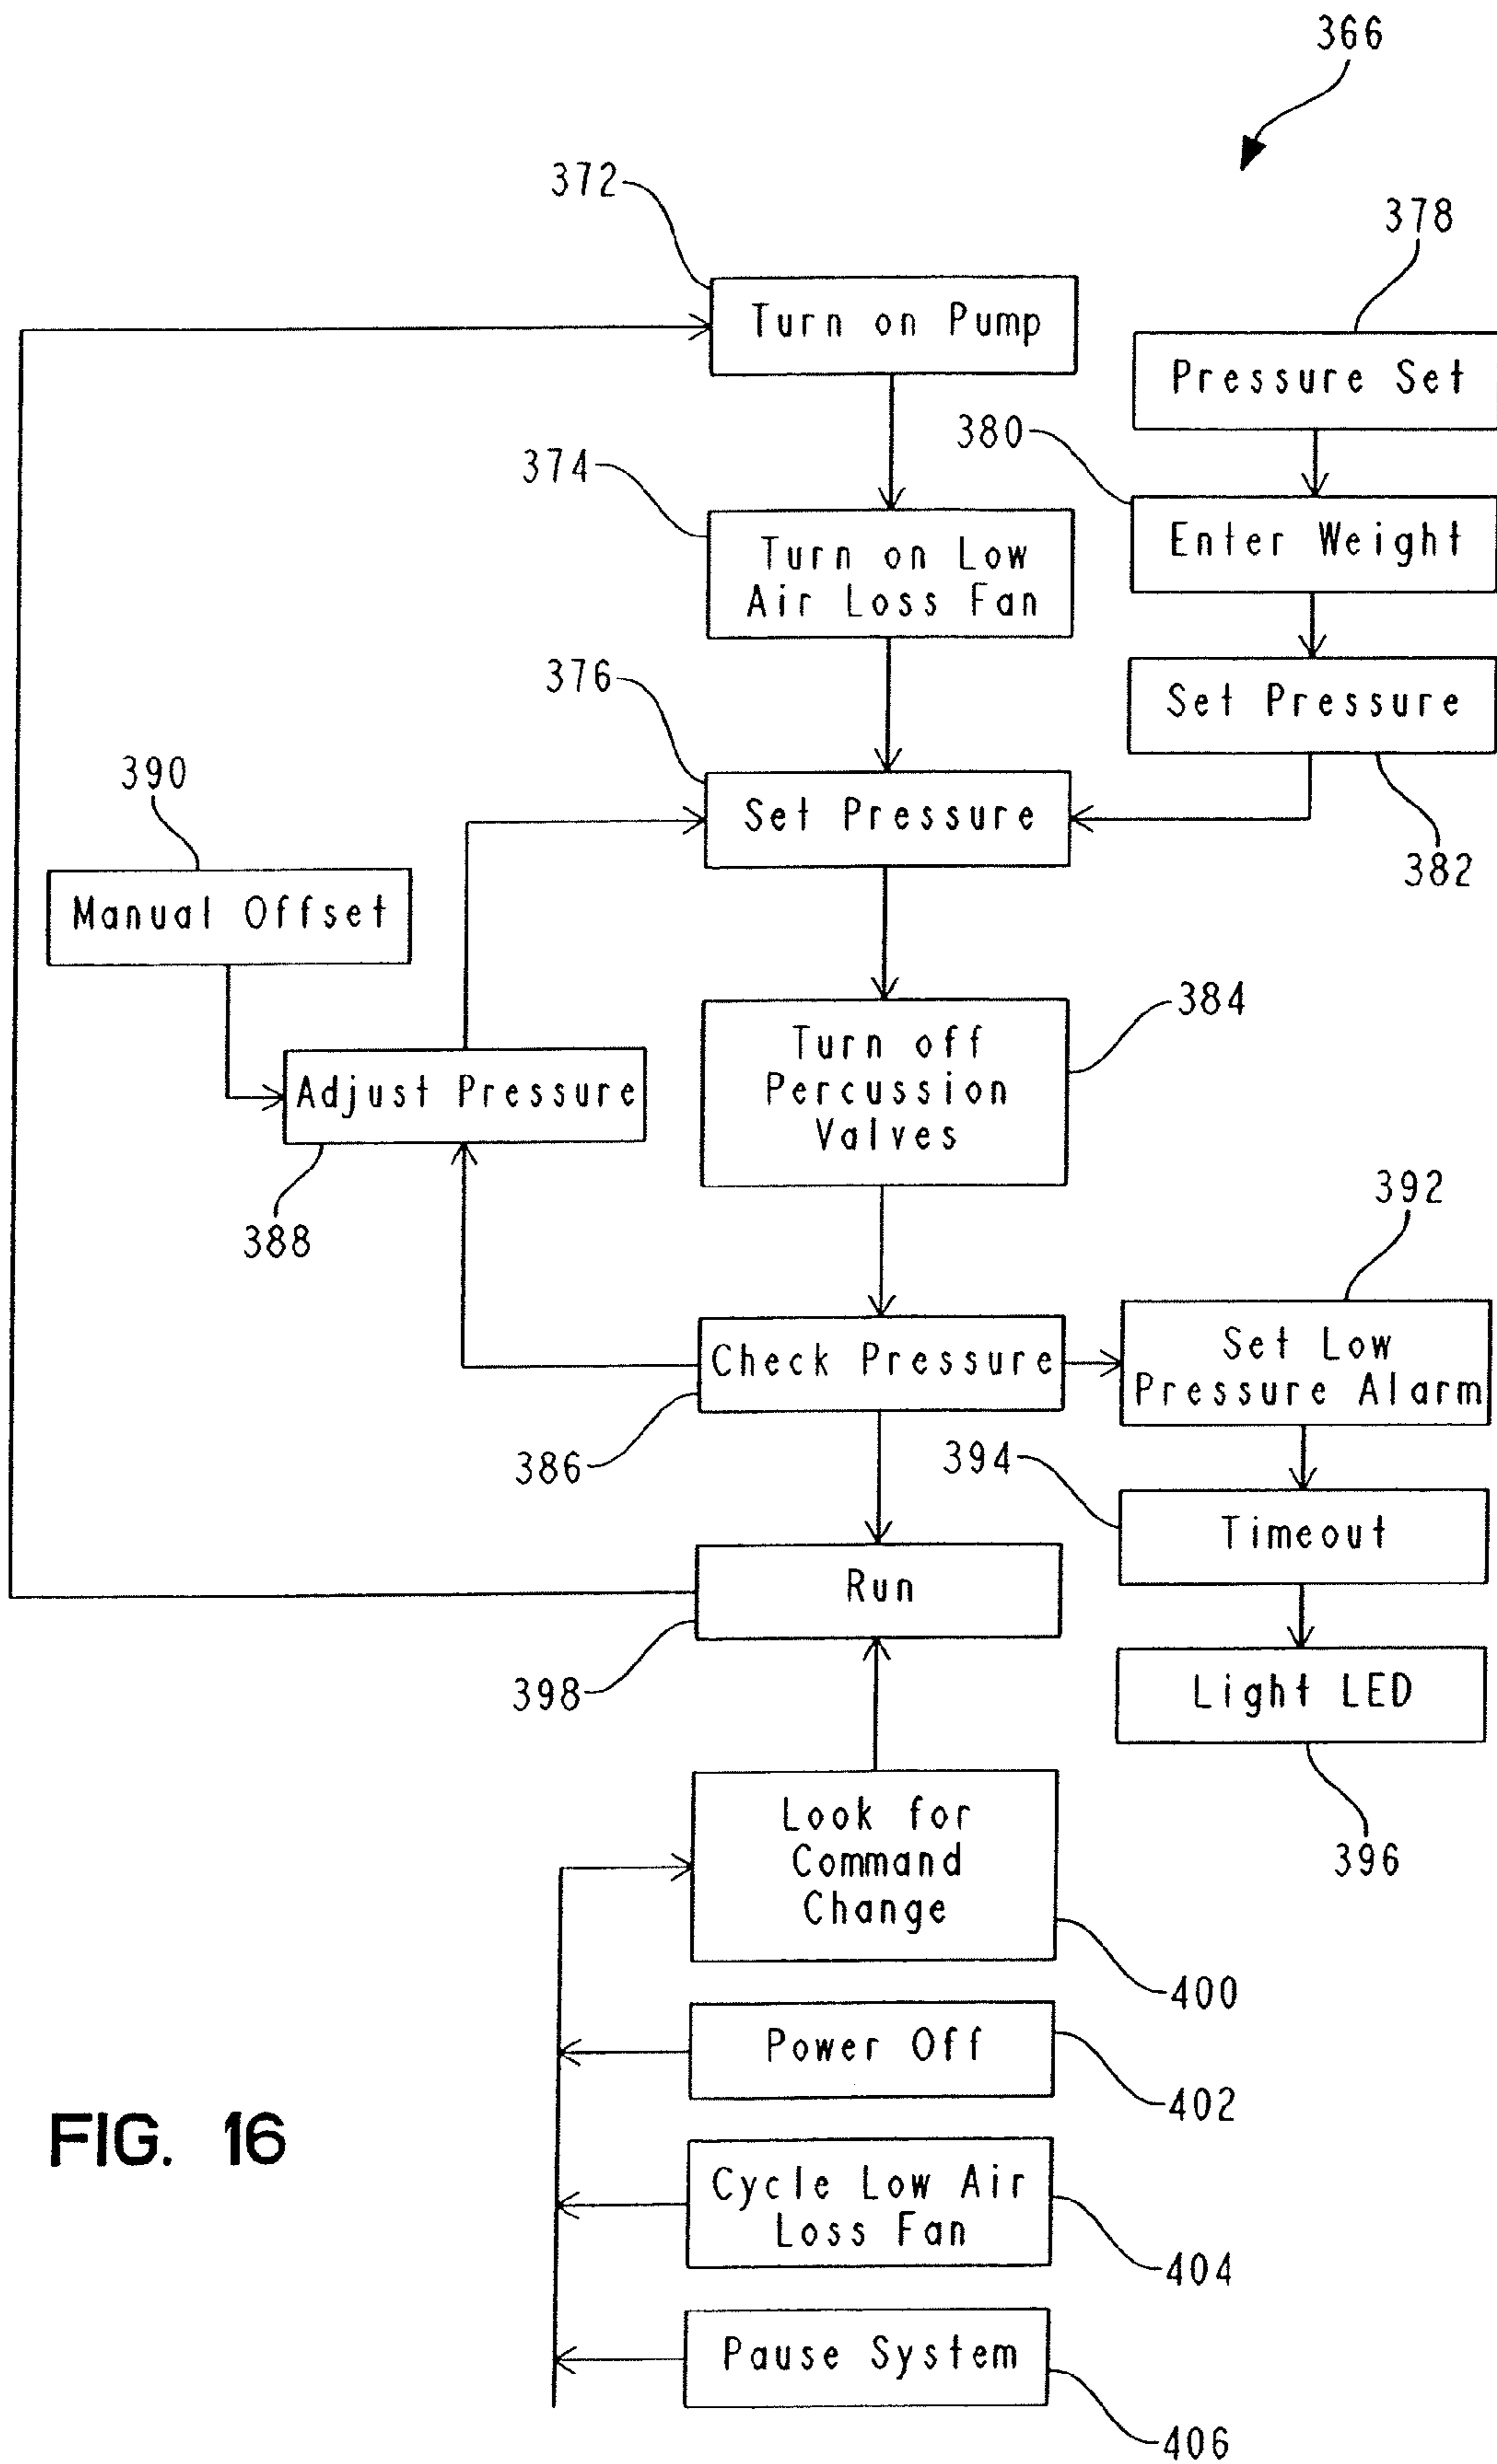 366
372
378
Turn on Pump
Pressure Set
380
374
Enter Weight
Turn on Low
Air Loss Fan
376
Set Pressure
390
Set Pressure
382
Manual Offset
384
Turn off
Percussion
Valves
Adjust Pressure
388
392
Check Pressure
Set Low
Pressure Alarm
386
394
Timeout
Run
398
Light LED
Look for
Command
Change
396
400
Power Off
402
FIG. 16
Cycle Low Air
Loss Fan
404
Pause System
406